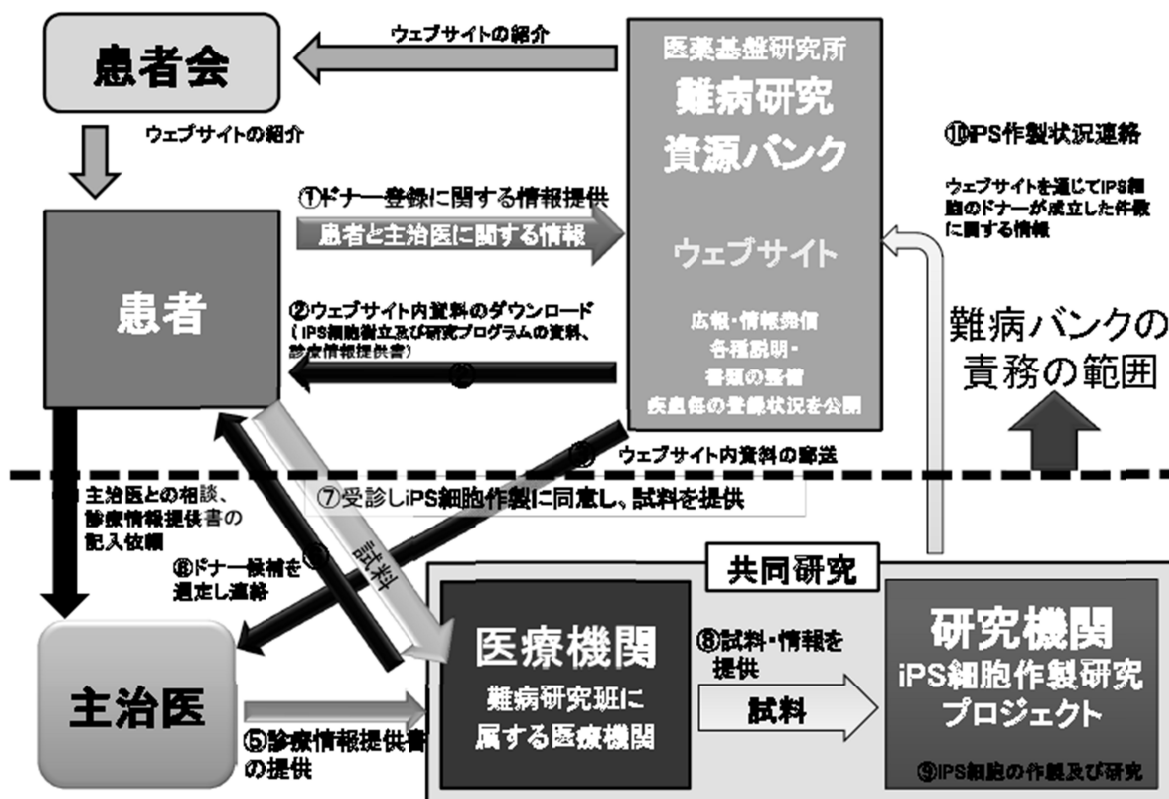 患者会
ウェブサイトの紹介
ウェブサイトの紹介
医薬基盤研究所
難病研究
資源バンク
ウェブサイト
広報・情報発信
各種説明・
書類の整備
疾患毎の登録状況を公開
⑩iPS作製状況連絡
ウェブサイトを通じてiPS細
胞のドナーが成立した件数
に関する情報
①ドナー登録に関する情報提供
患者と主治医に関する情報
患者
②ウェブサイト内資料のダウンロード
(iPS細胞樹立及び研究プログラムの資料、
診療情報提供書)
難病バンクの
責務の範囲
ウェブサイト内資料の郵送
主治医との相談、
診療情報提供書の
記入依頼
⑦受診しiPS細胞作製に同意し、試料を提供
試料
ドナー候補を
選定し連絡
共同研究
主治医
⑤診療情報提供書
の提供
医療機関
難病研究班に
属する医療機関
⑧試料・情報を
提供
試料
研究機関
iPS細胞作製研究
プロジェクト
⑨iPS細胞の作製及び研究